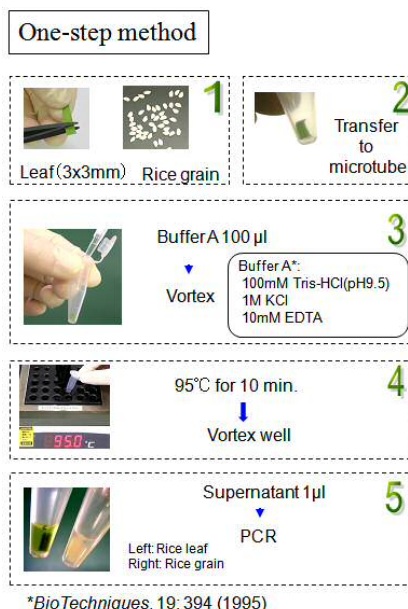 One-step method
1
Leaf(3x3mm)
Rice grain
2
Transfer
to
microtube
3
Buffer A 100 µl
Vortex
Buffer A*:
100mM Tris-HCl(pH9.5)
1M KCl
10mM EDTA
4
95℃ for 10 min.
Vortex well
95.0 °C
5
Supernatant 1µl
PCR
Left: Rice leaf
Right: Rice grain
*BioTechniques, 19: 394 (1995)